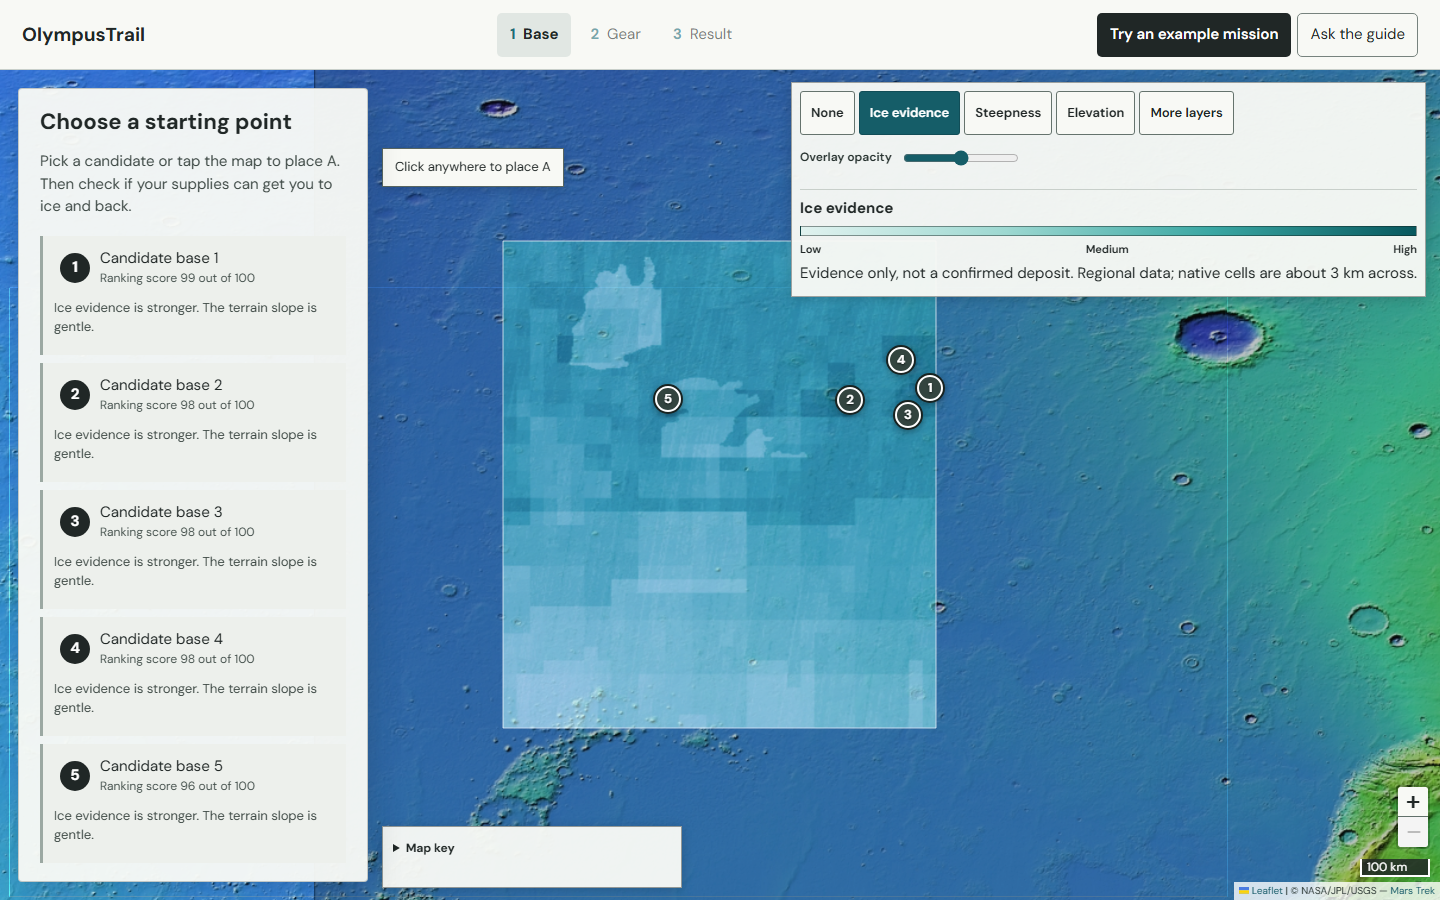 OlympusTrail
1 Base
2 Gear
3 Result
Try an example mission
Ask the guide
Choose a starting point
Pick a candidate or tap the map to place A.
Then check if your supplies can get you to
ice and back.
1
Candidate base 1
Ranking score 99 out of 100
Ice evidence is stronger. The terrain slope is
gentle.
2
Candidate base 2
Ranking score 98 out of 100
Ice evidence is stronger. The terrain slope is
gentle.
3
Candidate base 3
Ranking score 98 out of 100
Ice evidence is stronger. The terrain slope is
gentle.
4
Candidate base 4
Ranking score 98 out of 100
Ice evidence is stronger. The terrain slope is
gentle.
5
Candidate base 5
Ranking score 96 out of 100
Ice evidence is stronger. The terrain slope is
gentle.
Click anywhere to place A
None
Ice evidence
Steepness
Elevation
More layers
Overlay opacity
Ice evidence
Low Medium High
Evidence only, not a confirmed deposit. Regional data; native cells are about 3 km across.
4
1
5
2
3
Map key
+
−
100 km
Leaflet | © NASA/JPL/USGS — Mars Trek